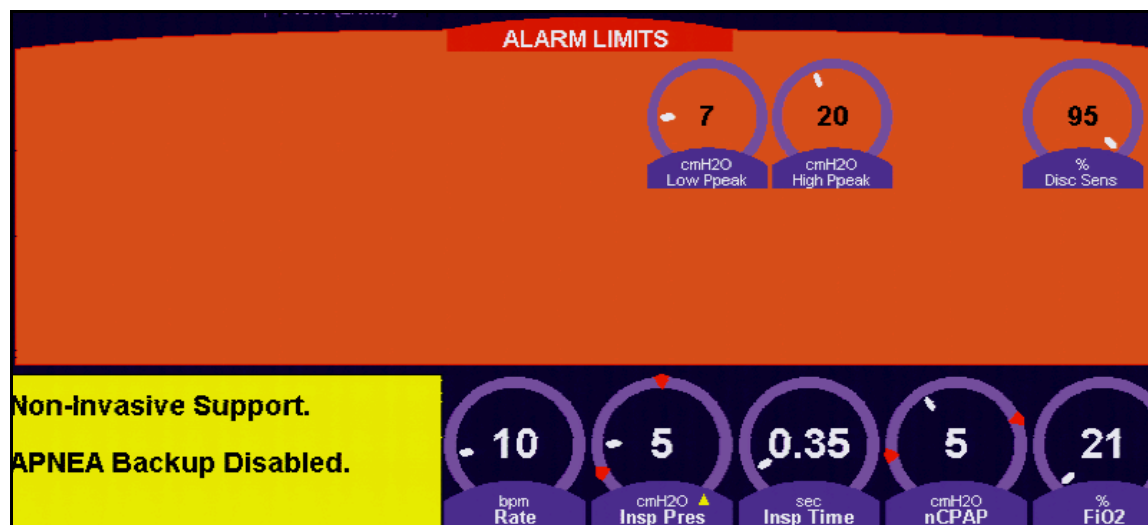 ALARM LIMITS
7
cmH2O
Low Ppeak
20
cmH2O
High Ppeak
95
%
Disc Sens
Non-Invasive Support.
APNEA Backup Disabled.
10
bpm
Rate
5
cmH2O
Insp Pres
0.35
sec
Insp Time
5
cmH2O
nCPAP
21
%
FiO2